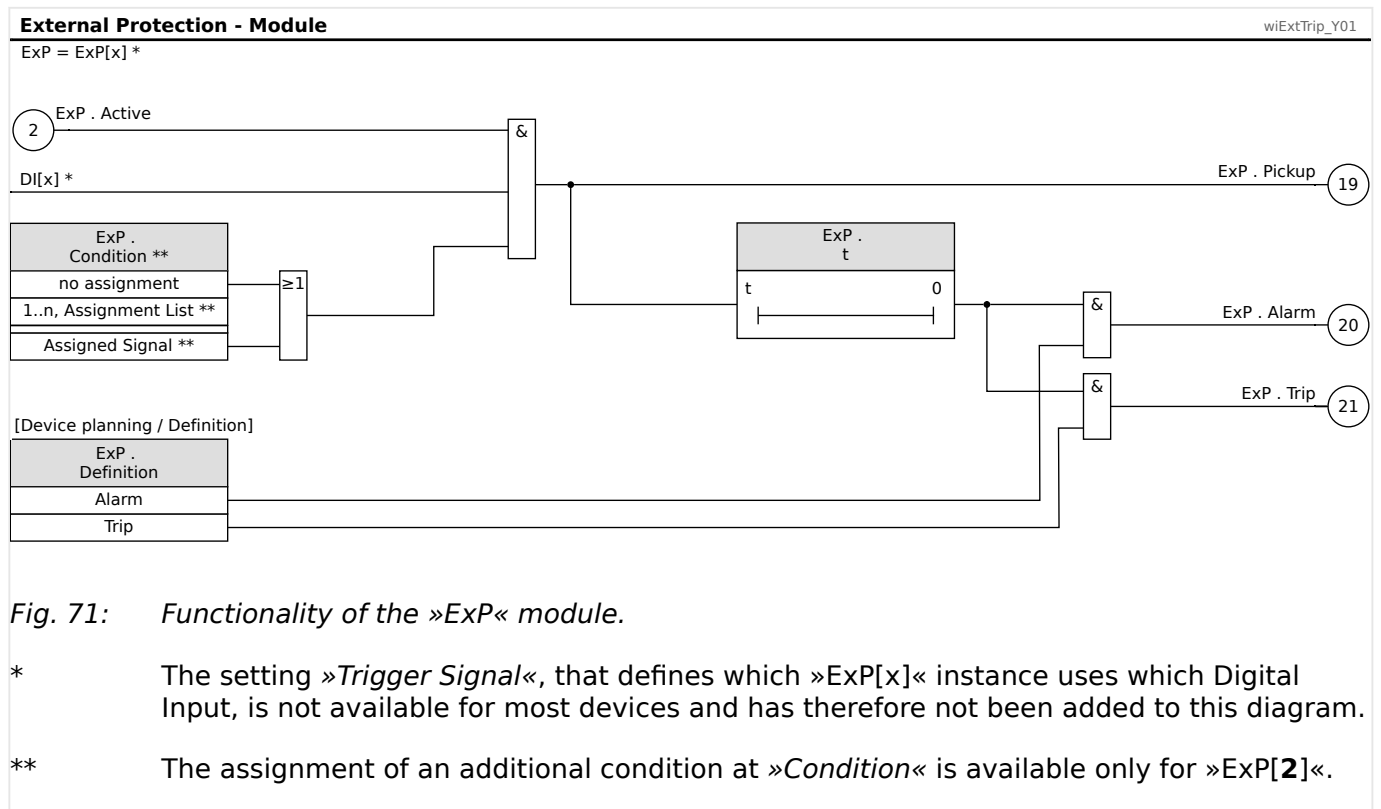 External Protection - Module
wiExtTrip_Y01
ExP = ExP[x] *
2
ExP . Active
&
DI[x] *
ExP . Pickup
19
ExP .
Condition **
no assignment
1..n, Assignment List **
Assigned Signal **
≥1
ExP .
t
t
0
&
ExP . Alarm
20
&
ExP . Trip
21
[Device planning / Definition]
ExP .
Definition
Alarm
Trip
Fig. 71: Functionality of the »ExP« module.
* The setting »Trigger Signal«, that defines which »ExP[x]« instance uses which Digital
Input, is not available for most devices and has therefore not been added to this diagram.
** The assignment of an additional condition at »Condition« is available only for »ExP[2]«.